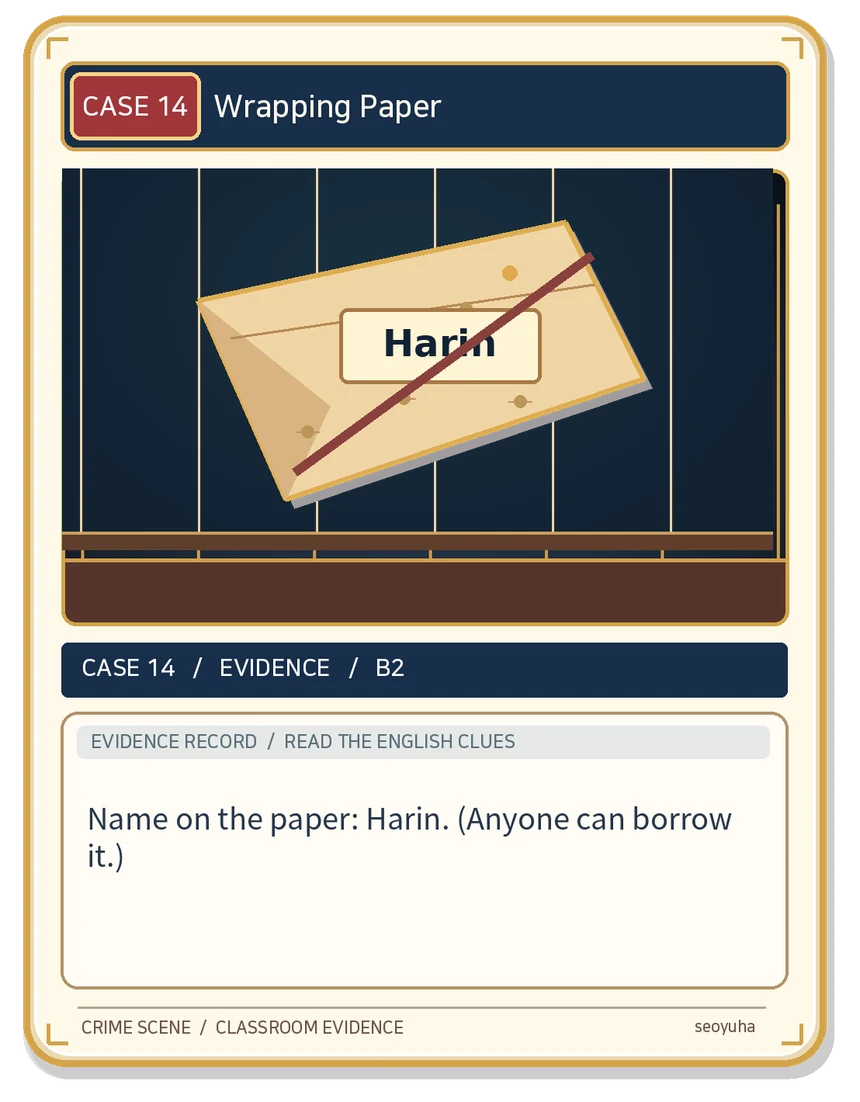 CASE 14 Wrapping Paper
Harin
CASE 14 / EVIDENCE / B2
EVIDENCE RECORD / READ THE ENGLISH CLUES
Name on the paper: Harin. (Anyone can borrow
it.)
CRIME SCENE / CLASSROOM EVIDENCE seoyuha